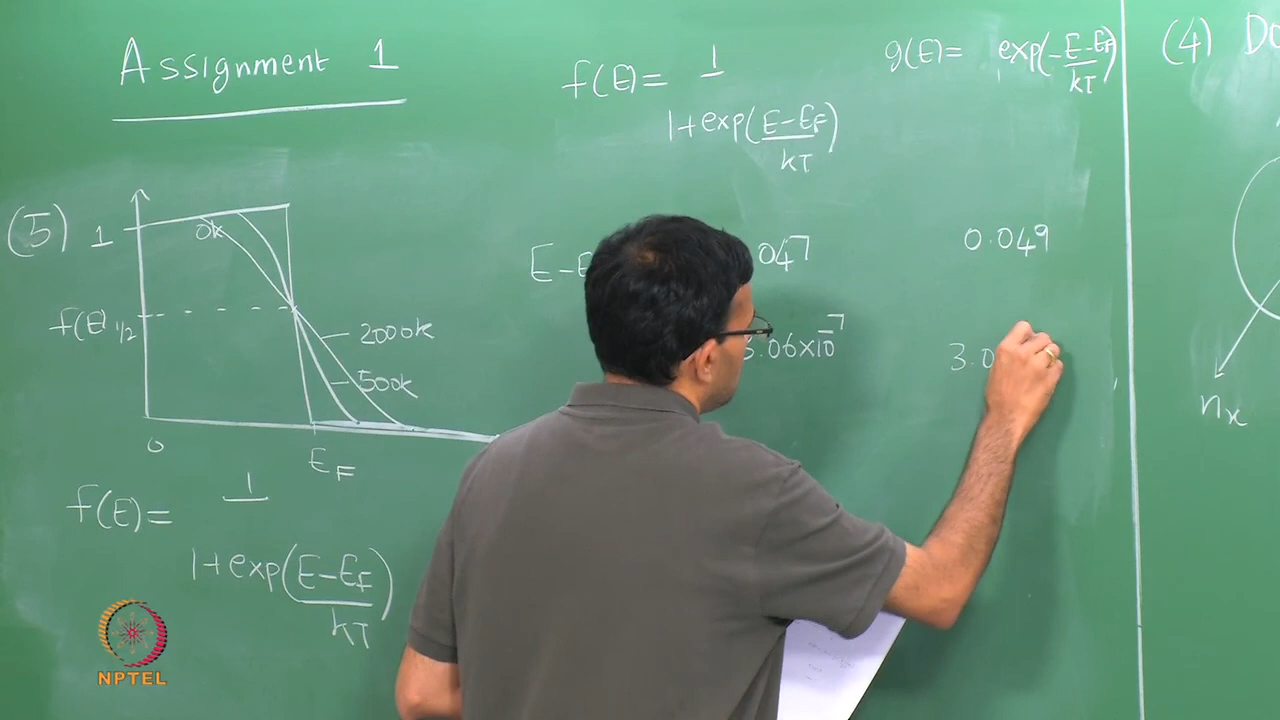 Assignment 1
f(E) = 1 / 1+exp(E-EF / kT)
g(E) = exp(-E-EF / kT)
(4) Do
(5)
1
0k
f(E) 1/2
2000k
500k
0
EF
f(E) = 1 / 1+exp(E-EF / kT)
E-
047
0.049
.06×10^-7
3.0
nx
NPTEL